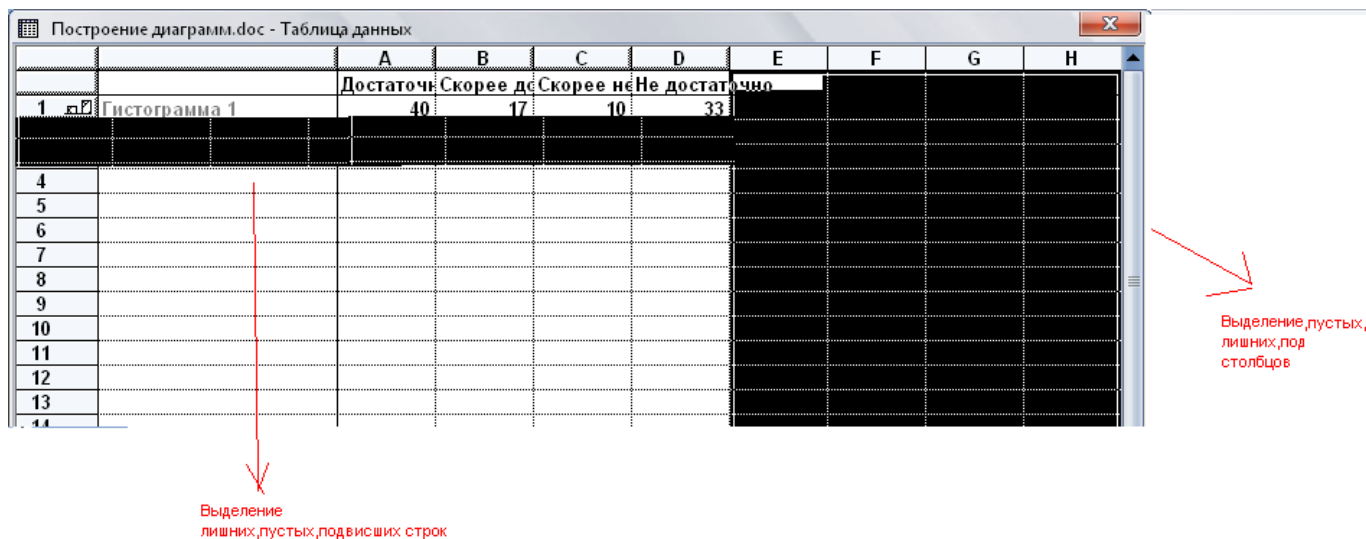 Построение диаграмм.doc - Таблица данных
A B C D E F G H
Достаточн Скорее до Скорее не Не достаточно
1 Гистограмма 1 40 17 10 33
4
5
6
7
8
9
10
11
12
13
14
Выделение,пустых,
лишних,под
столбцов
Выделение
лишних,пустых,подвисших строк